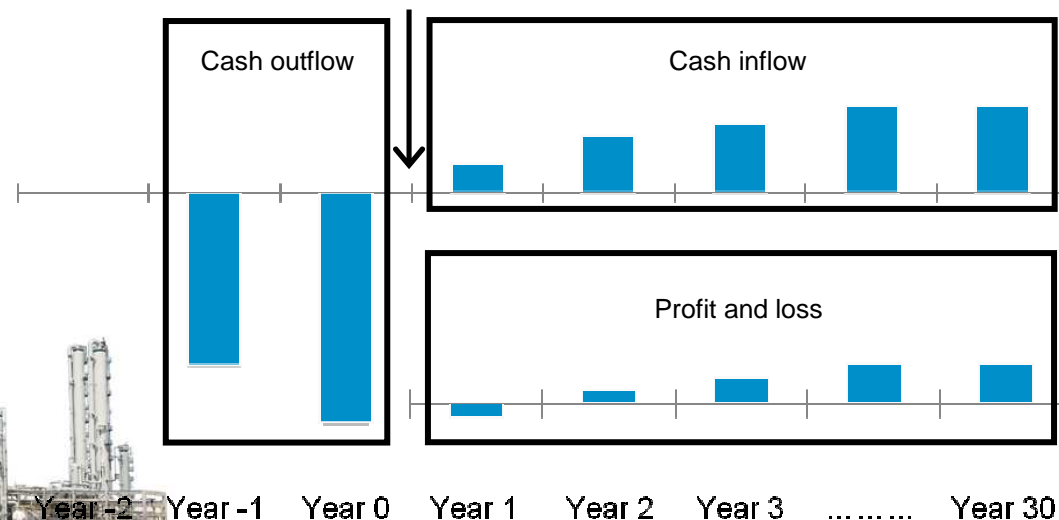 Cash outflow
Cash inflow
Profit and loss
Year -2 Year -1 Year 0 Year 1 Year 2 Year 3 ……… Year 30